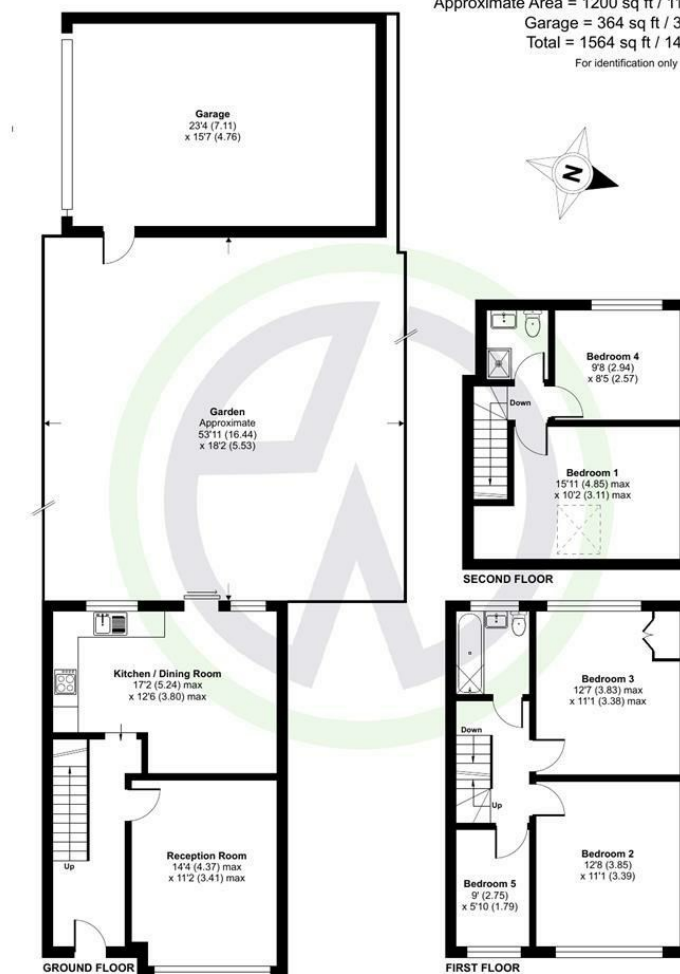 Approximate Area = 1200 sq ft / 11
Garage = 364 sq ft / 3
Total = 1564 sq ft / 14
For identification only
Garage
23'4 (7.11)
x 15'7 (4.76)
N
Garden
Approximate
53'11 (16.44)
x 18'2 (5.53)
Bedroom 4
9'8 (2.94)
x 8'5 (2.57)
Down
Bedroom 1
15'11 (4.85) max
x 10'2 (3.11) max
SECOND FLOOR
Kitchen / Dining Room
17'2 (5.24) max
x 12'6 (3.80) max
Up
Reception Room
14'4 (4.37) max
x 11'2 (3.41) max
GROUND FLOOR
Bedroom 3
12'7 (3.83) max
x 11'1 (3.38) max
Down
Up
Bedroom 2
12'8 (3.85)
x 11'1 (3.39)
Bedroom 5
9' (2.75)
x 5'10 (1.79)
FIRST FLOOR